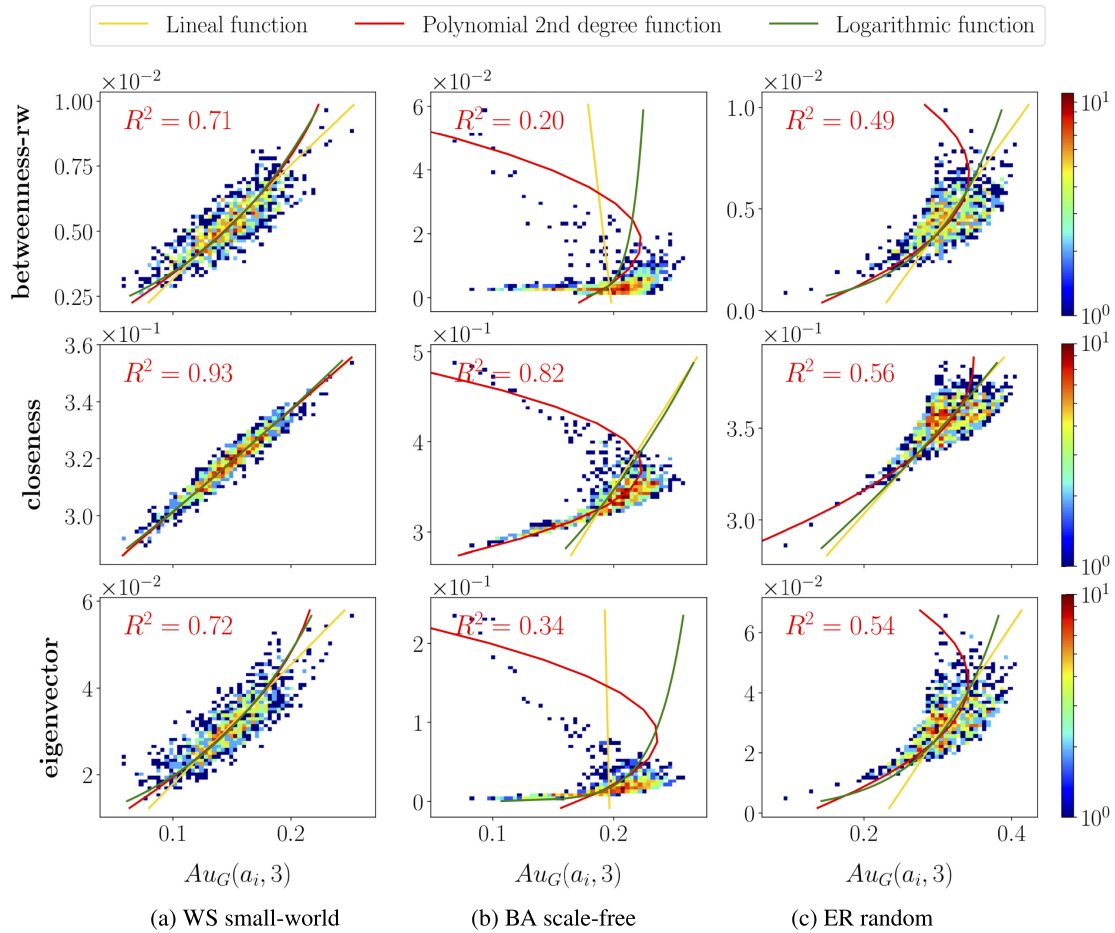 Lineal function Polynomial 2nd degree function Logarithmic function
×10⁻² ×10⁻² ×10⁻²
betweenness-rw
1.00
0.75
0.50
0.25
R² = 0.71
6
4
2
0
R² = 0.20
1.0
0.5
0.0
R² = 0.49
10¹
10⁰
×10⁻¹ ×10⁻¹ ×10⁻¹
closeness
3.6
3.4
3.2
3.0
R² = 0.93
5
4
3
R² = 0.82
3.5
3.0
R² = 0.56
10¹
10⁰
×10⁻² ×10⁻¹ ×10⁻²
eigenvector
6
4
2
R² = 0.72
2
1
0
R² = 0.34
6
4
2
0
R² = 0.54
10¹
10⁰
0.1 0.2 0.1 0.2 0.2 0.4
Au_G(a_i, 3) Au_G(a_i, 3) Au_G(a_i, 3)
(a) WS small-world (b) BA scale-free (c) ER random